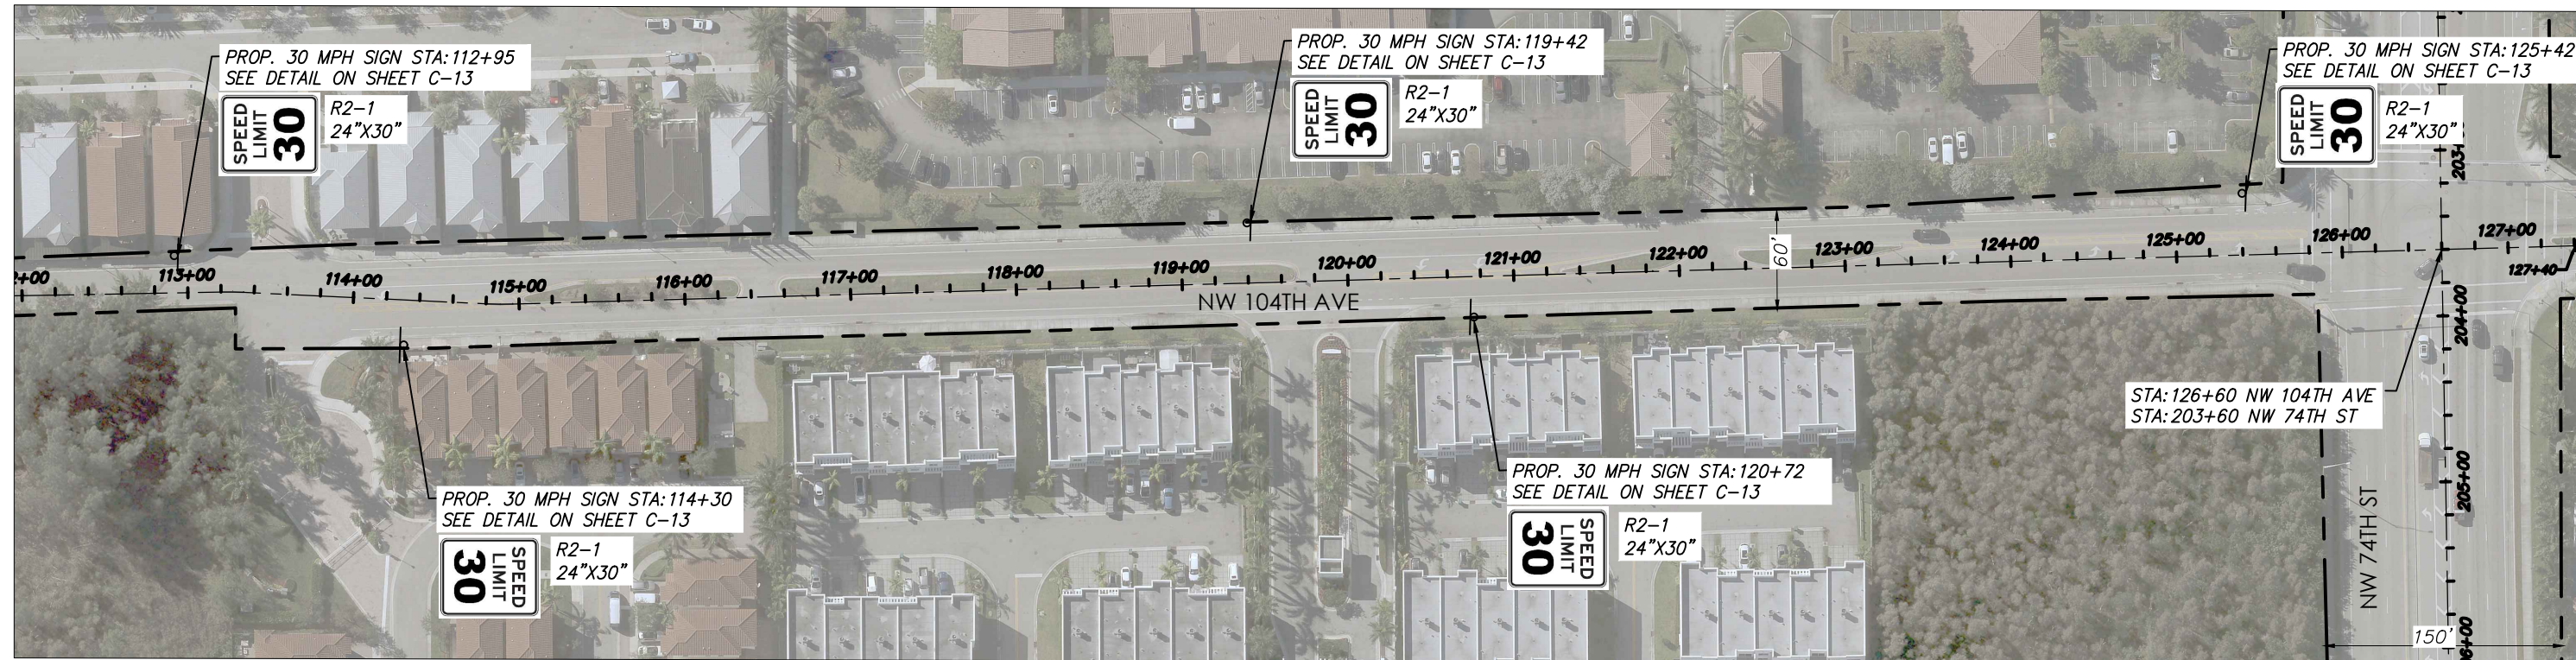 PROP. 30 MPH SIGN STA:112+95
SEE DETAIL ON SHEET C-13
SPEED
LIMIT
30
R2-1
24"X30"
PROP. 30 MPH SIGN STA:119+42
SEE DETAIL ON SHEET C-13
SPEED
LIMIT
30
R2-1
24"X30"
PROP. 30 MPH SIGN STA:125+42
SEE DETAIL ON SHEET C-13
SPEED
LIMIT
30
R2-1
24"X30"
2+00
113+00
114+00
115+00
116+00
117+00
118+00
119+00
120+00
121+00
122+00
123+00
124+00
125+00
126+00
127+00
127+40
60'
NW 104TH AVE
204+00
205+00
6+00
STA:126+60 NW 104TH AVE
STA:203+60 NW 74TH ST
NW 74TH ST
150'
PROP. 30 MPH SIGN STA:114+30
SEE DETAIL ON SHEET C-13
SPEED
LIMIT
30
R2-1
24"X30"
PROP. 30 MPH SIGN STA:120+72
SEE DETAIL ON SHEET C-13
SPEED
LIMIT
30
R2-1
24"X30"